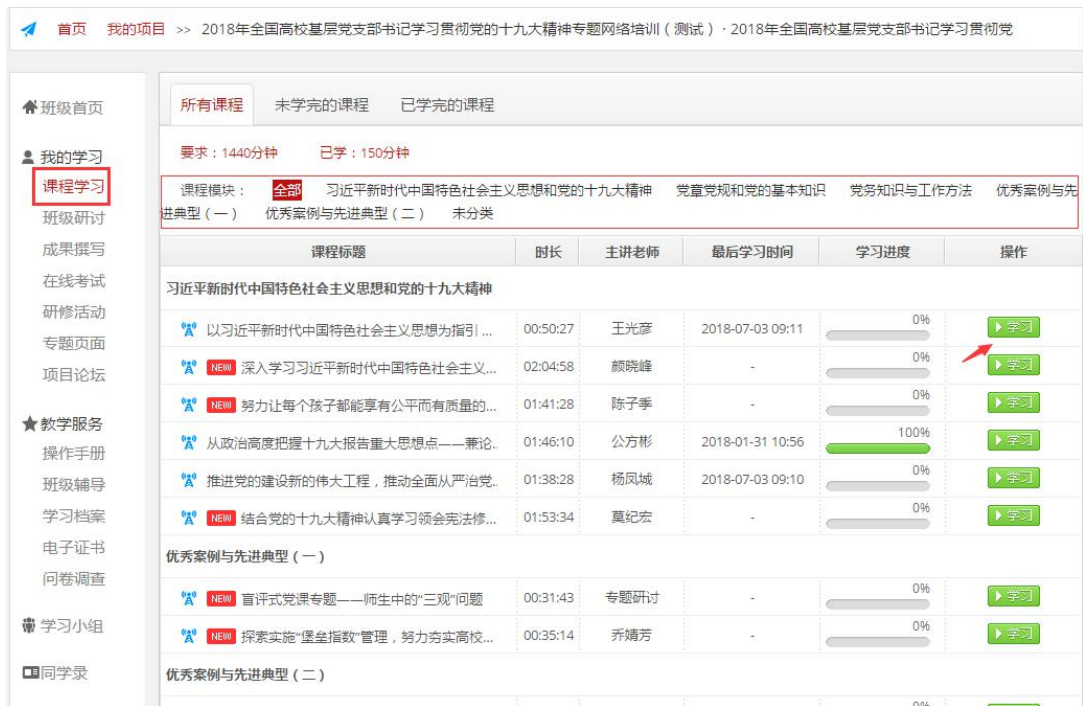 首页 我的项目 >> 2018年全国高校基层党支部书记学习贯彻党的十九大精神专题网络培训（测试）· 2018年全国高校基层党支部书记学习贯彻党
班级首页
我的学习
课程学习
班级研讨
成果撰写
在线考试
研修活动
专题页面
项目论坛
教学服务
操作手册
班级辅导
学习档案
电子证书
问卷调查
学习小组
同学录
所有课程 未学完的课程 已学完的课程
要求：1440分钟 已学：150分钟
课程模块： 全部 习近平新时代中国特色社会主义思想和党的十九大精神 党章党规和党的基本知识 党务知识与工作方法 优秀案例与先
进典型（一） 优秀案例与先进典型（二） 未分类
课程标题 时长 主讲老师 最后学习时间 学习进度 操作
习近平新时代中国特色社会主义思想和党的十九大精神
以习近平新时代中国特色社会主义思想为指引 ... 00:50:27 王光彦 2018-07-03 09:11 0% 学习
NEW 深入学习习近平新时代中国特色社会主义... 02:04:58 颜晓峰 - 0% 学习
NEW 努力让每个孩子都能享有公平而有质量的... 01:41:28 陈子季 - 0% 学习
从政治高度把握十九大报告重大思想点——兼论.. 01:46:10 公方彬 2018-01-31 10:56 100% 学习
推进党的建设新的伟大工程，推动全面从严治党.. 01:38:28 杨凤城 2018-07-03 09:10 0% 学习
NEW 结合党的十九大精神认真学习领会宪法修... 01:53:34 莫纪宏 - 0% 学习
优秀案例与先进典型（一）
NEW 盲评式党课专题——师生中的“三观”问题 00:31:43 专题研讨 - 0% 学习
NEW 探索实施“堡垒指数”管理，努力夯实高校... 00:35:14 乔婧芳 - 0% 学习
优秀案例与先进典型（二）
0%